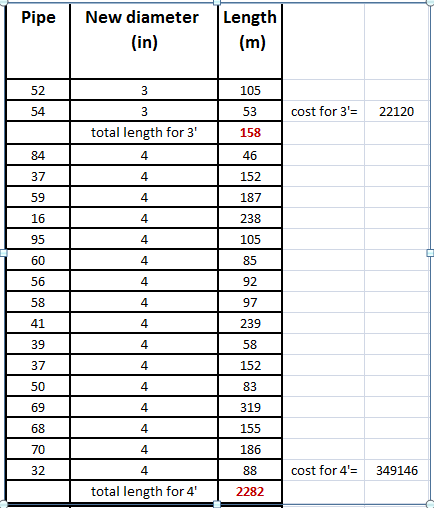 Pipe New diameter Length
(in) (m)
52 3 105
54 3 53 cost for 3'= 22120
total length for 3' 158
84 4 46
37 4 152
59 4 187
16 4 238
95 4 105
60 4 85
56 4 92
58 4 97
41 4 239
39 4 58
37 4 152
50 4 83
69 4 319
68 4 155
70 4 186
32 4 88 cost for 4'= 349146
total length for 4' 2282